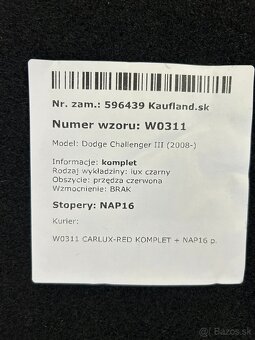 Nr. zam.: 596439 Kaufland.sk
Numer wzoru: W0311
Model: Dodge Challenger III (2008-)
Informacje: komplet
Rodzaj wykładziny: lux czarny
Obszycie: przędza czerwona
Wzmocnienie: BRAK
Stopery: NAP16
Kurier:
W0311 CARLUX-RED KOMPLET + NAP16 p.
Bazos.sk